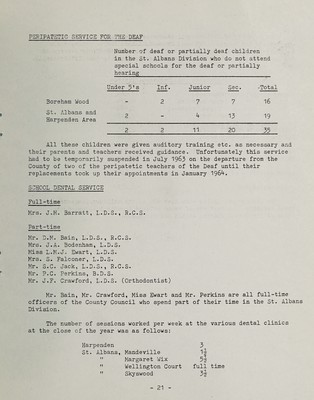 PERIPATETIC SERVICE FOR THE DEAF
Number of deaf or partially deaf children
in the St. Albans Division who do not attend
special schools for the deaf or partially
hearing
Under 5's Inf. Junior Sec. Total
Boreham Wood - 2 7 7 16
St. Albans and
Harpenden Area 2 - 4 13 19
2 2 11 20 35
All these children were given auditory training etc. as necessary and
their parents and teachers received guidance. Unfortunately this service
had to be temporarily suspended in July 1963 on the departure from the
County of two of the peripatetic teachers of the Deaf until their
replacements took up their appointments in January 1964.
SCHOOL DENTAL SERVICE
Full-time
Mrs. J.M. Barratt, L.D.S., R.C.S.
Part-time
Mr. D.M. Bain, L.D.S., R.C.S.
Mrs. J.A. Bodenham, L.D.S.
Miss L.M.J. Ewart, L.D.S.
Mrs. S. Falconer, L.D.S.
Mr. S.C. Jack, L.D.S., R.C.S.
Mr. D.C. Perkins, B.D.S.
Mr. J.F. Crawford, L.D.S. (Orthodontist)
Mr. Bain, Mr. Crawford, Miss Ewart and Mr. Perkins are all full-time
officers of the County Council who spend part of their time in the St. Albans
Division.
The number of sessions worked per week at the various dental clinics
at the close of the year was as follows:
Harpenden 3
St. Albans, Mandeville 1½
" Margaret Wix 5½
" Wellington Court full time
" Skyswood 3½
- 21 -